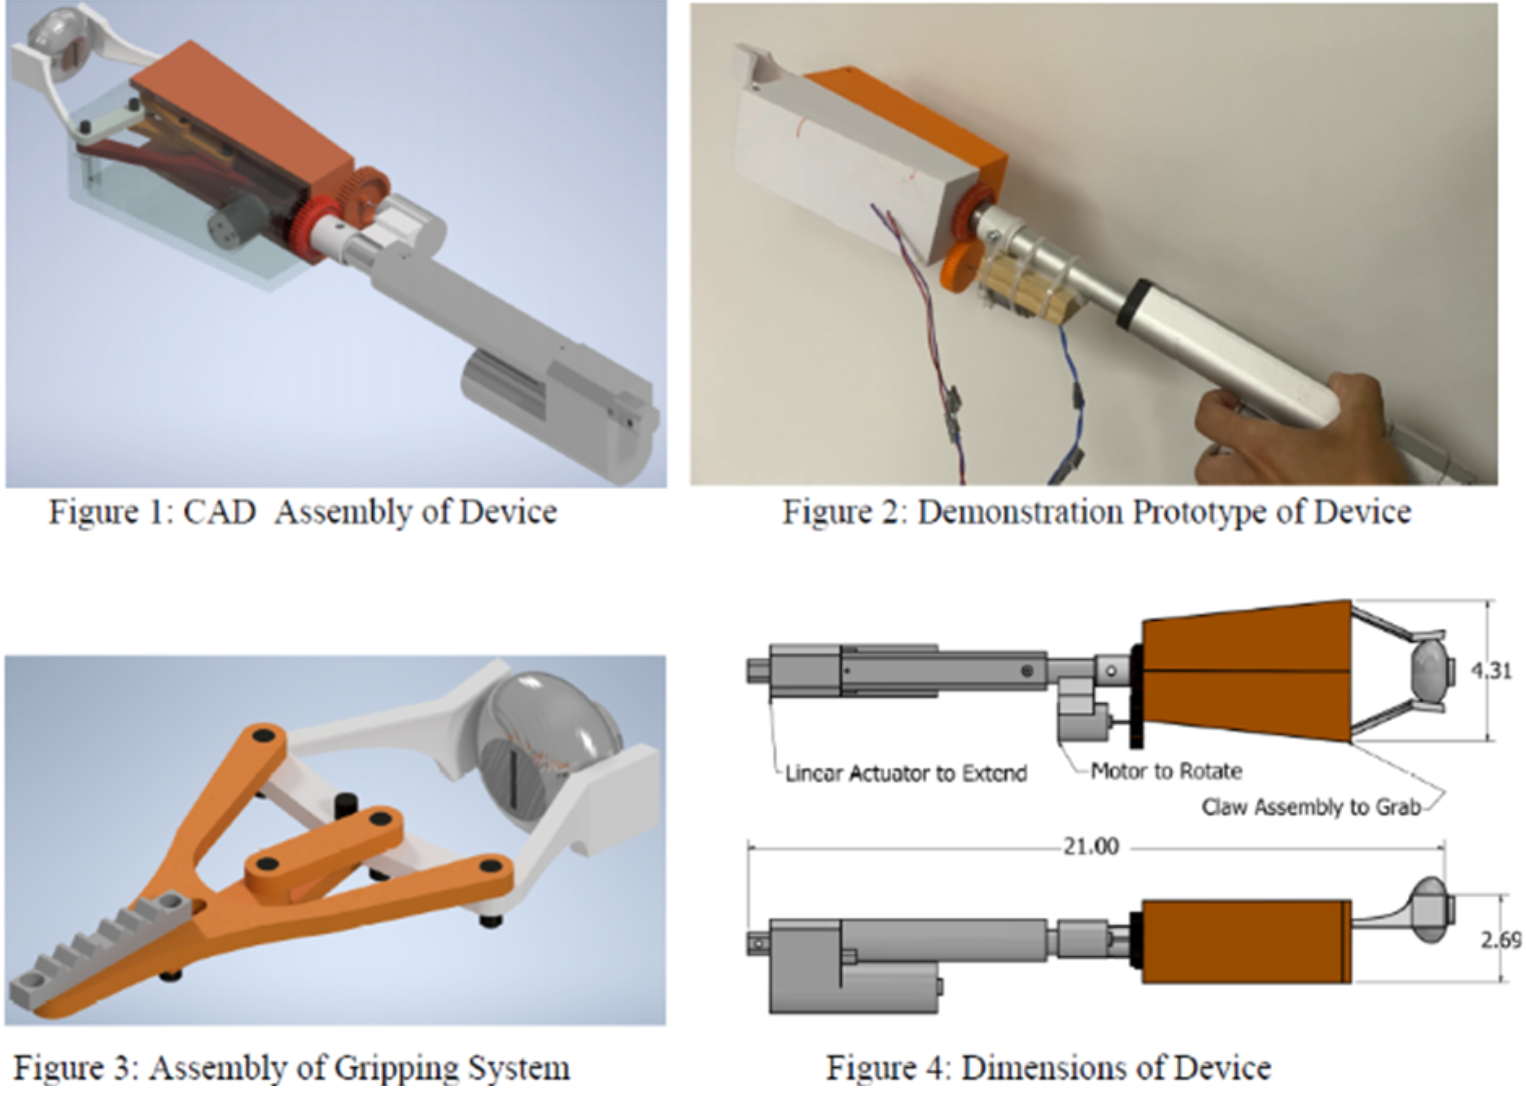 Figure 1: CAD Assembly of Device
Figure 2: Demonstration Prototype of Device
Figure 3: Assembly of Gripping System
4.31
Linear Actuator to Extend
Motor to Rotate
Claw Assembly to Grab
21.00
2.69
Figure 4: Dimensions of Device